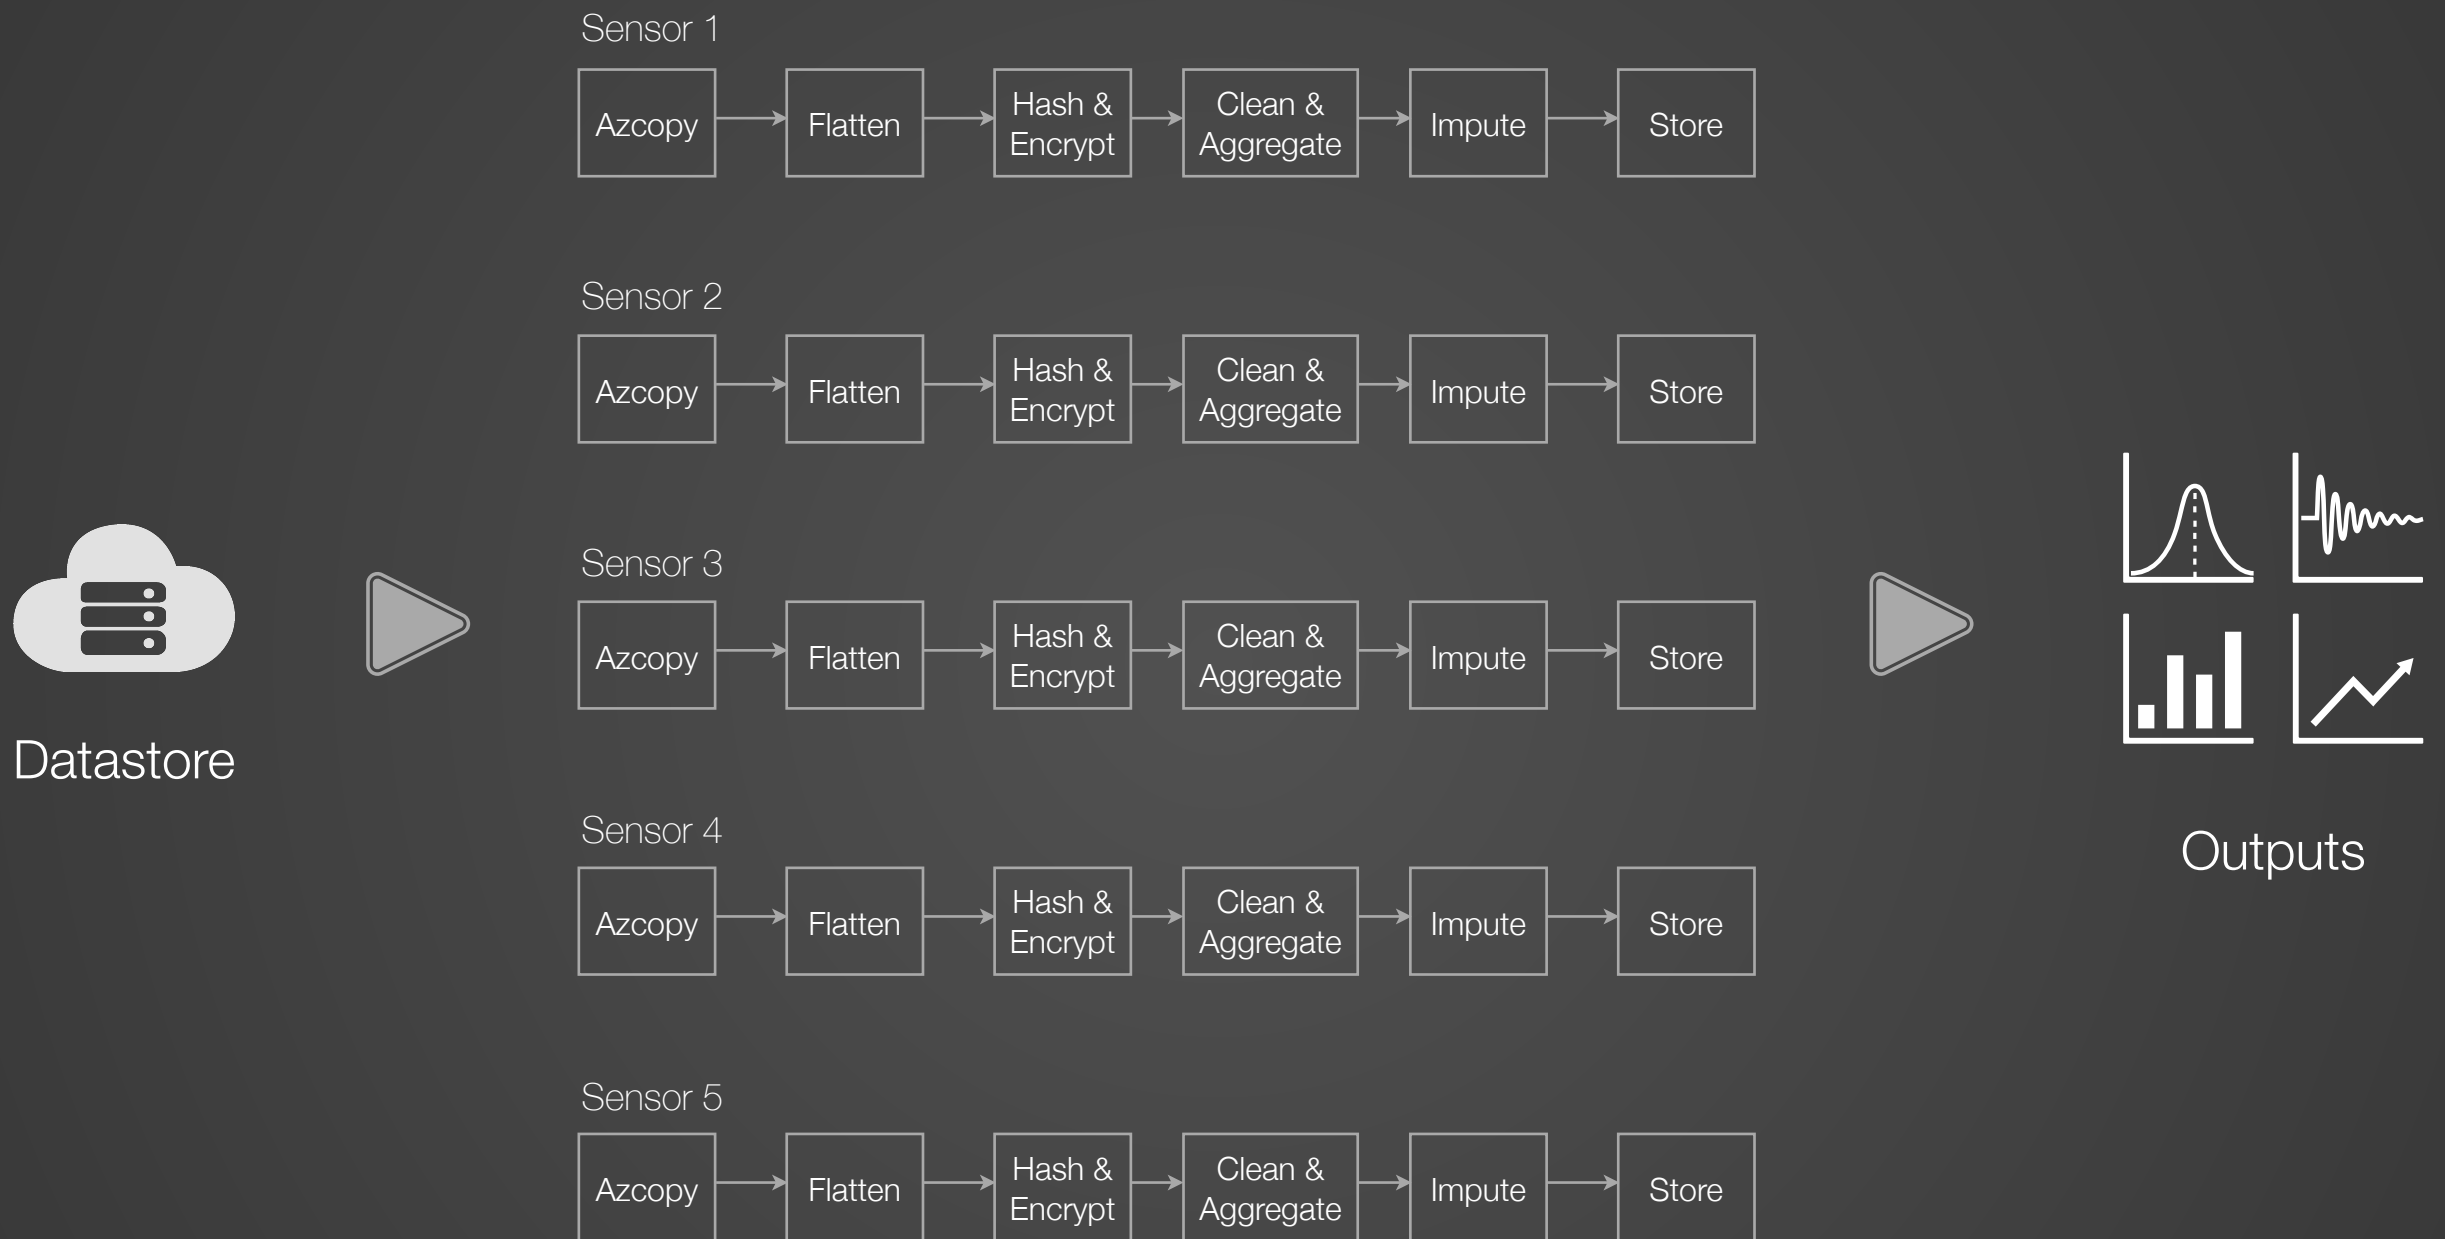 Sensor 1
Azcopy
Flatten
Hash &
Encrypt
Clean &
Aggregate
Impute
Store
Sensor 2
Azcopy
Flatten
Hash &
Encrypt
Clean &
Aggregate
Impute
Store
Datastore
Sensor 3
Azcopy
Flatten
Hash &
Encrypt
Clean &
Aggregate
Impute
Store
Sensor 4
Azcopy
Flatten
Hash &
Encrypt
Clean &
Aggregate
Impute
Store
Sensor 5
Azcopy
Flatten
Hash &
Encrypt
Clean &
Aggregate
Impute
Store
Outputs